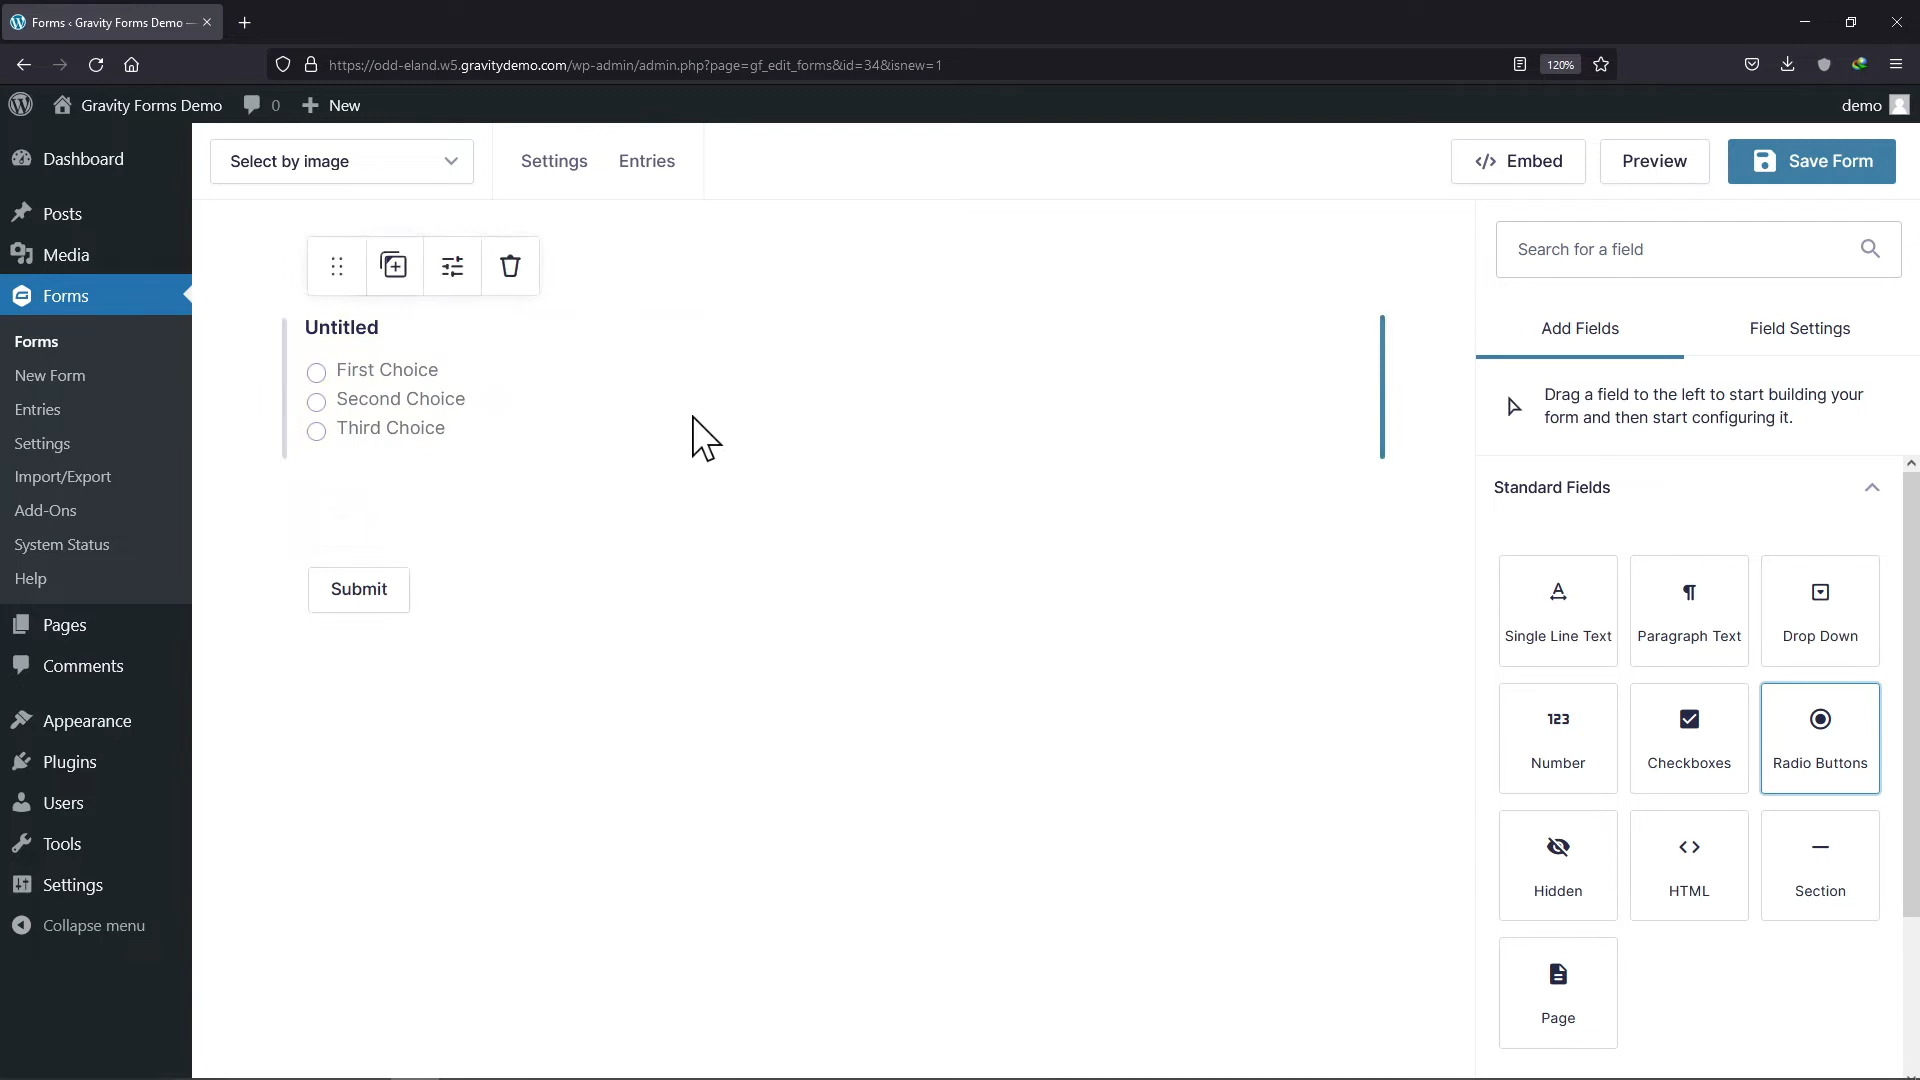 Forms ‹ Gravity Forms Demo —
https://odd-eland.w5.gravitydemo.com/wp-admin/admin.php?page=gf_edit_forms&id=34&isnew=1
120%
Gravity Forms Demo
0
New
demo
Dashboard
Posts
Media
Forms
Forms
New Form
Entries
Settings
Import/Export
Add-Ons
System Status
Help
Pages
Comments
Appearance
Plugins
Users
Tools
Settings
Collapse menu
Select by image
Settings
Entries
Embed
Preview
Save Form
Untitled
First Choice
Second Choice
Third Choice
Submit
Search for a field
Add Fields
Field Settings
Drag a field to the left to start building your
form and then start configuring it.
Standard Fields
Single Line Text
Paragraph Text
Drop Down
123
Number
Checkboxes
Radio Buttons
Hidden
HTML
Section
Page